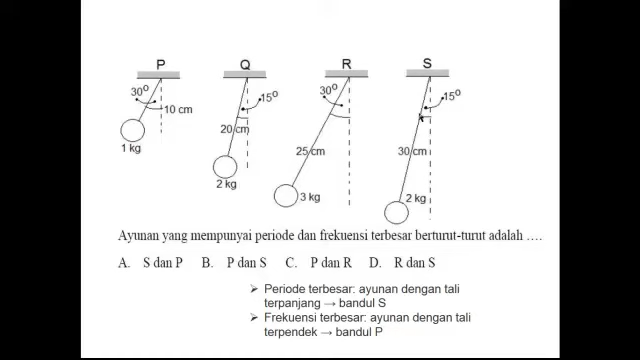 P Q R S
30° 10 cm 1 kg
15° 20 cm 2 kg
30° 25 cm 3 kg
15° 30 cm 2 kg
Ayunan yang mempunyai periode dan frekuensi terbesar berturut-turut adalah ….
A. S dan P B. P dan S C. P dan R D. R dan S
➢ Periode terbesar: ayunan dengan tali
terpanjang → bandul S
➢ Frekuensi terbesar: ayunan dengan tali
terpendek → bandul P